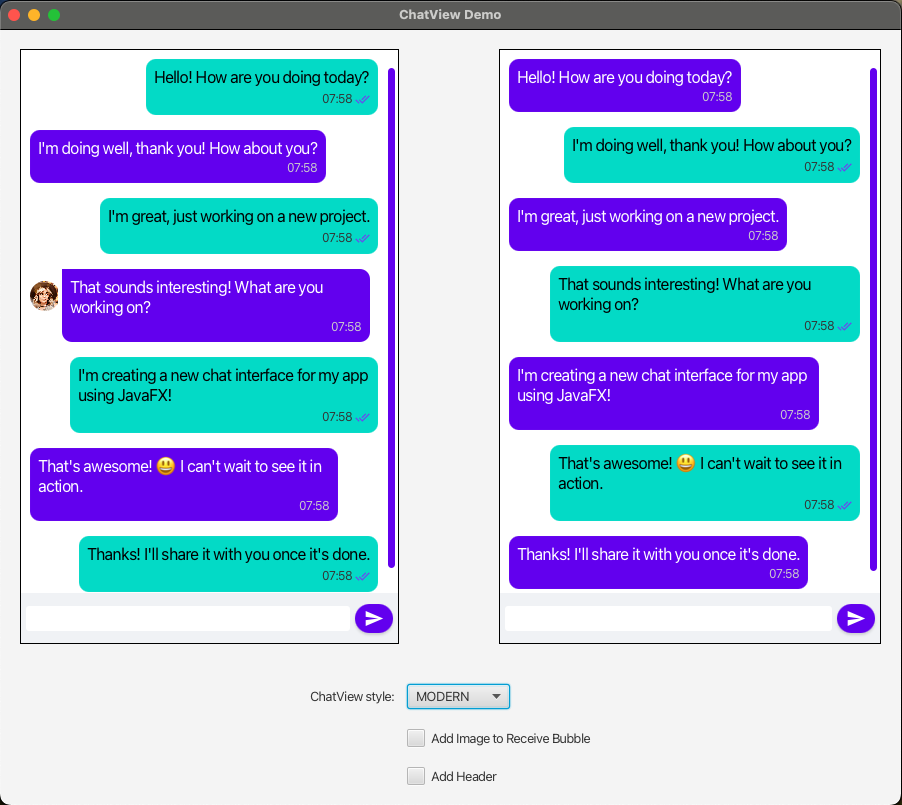 ChatView Demo
Hello! How are you doing today?
07:58
I'm doing well, thank you! How about you?
07:58
I'm great, just working on a new project.
07:58
That sounds interesting! What are you
working on?
07:58
I'm creating a new chat interface for my app
using JavaFX!
07:58
That's awesome! 😃 I can't wait to see it in
action.
07:58
Thanks! I'll share it with you once it's done.
07:58
Hello! How are you doing today?
07:58
I'm doing well, thank you! How about you?
07:58
I'm great, just working on a new project.
07:58
That sounds interesting! What are you
working on?
07:58
I'm creating a new chat interface for my app
using JavaFX!
07:58
That's awesome! 😃 I can't wait to see it in
action.
07:58
Thanks! I'll share it with you once it's done.
07:58
ChatView style: MODERN
Add Image to Receive Bubble
Add Header